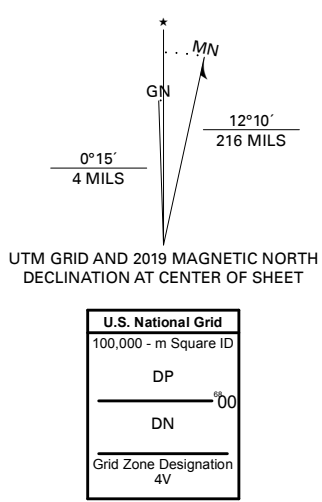 ★
MN
GN
12°10´
216 MILS
0°15´
4 MILS
UTM GRID AND 2019 MAGNETIC NORTH
DECLINATION AT CENTER OF SHEET
U.S. National Grid
100,000 - m Square ID
DP
6800
DN
Grid Zone Designation
4V